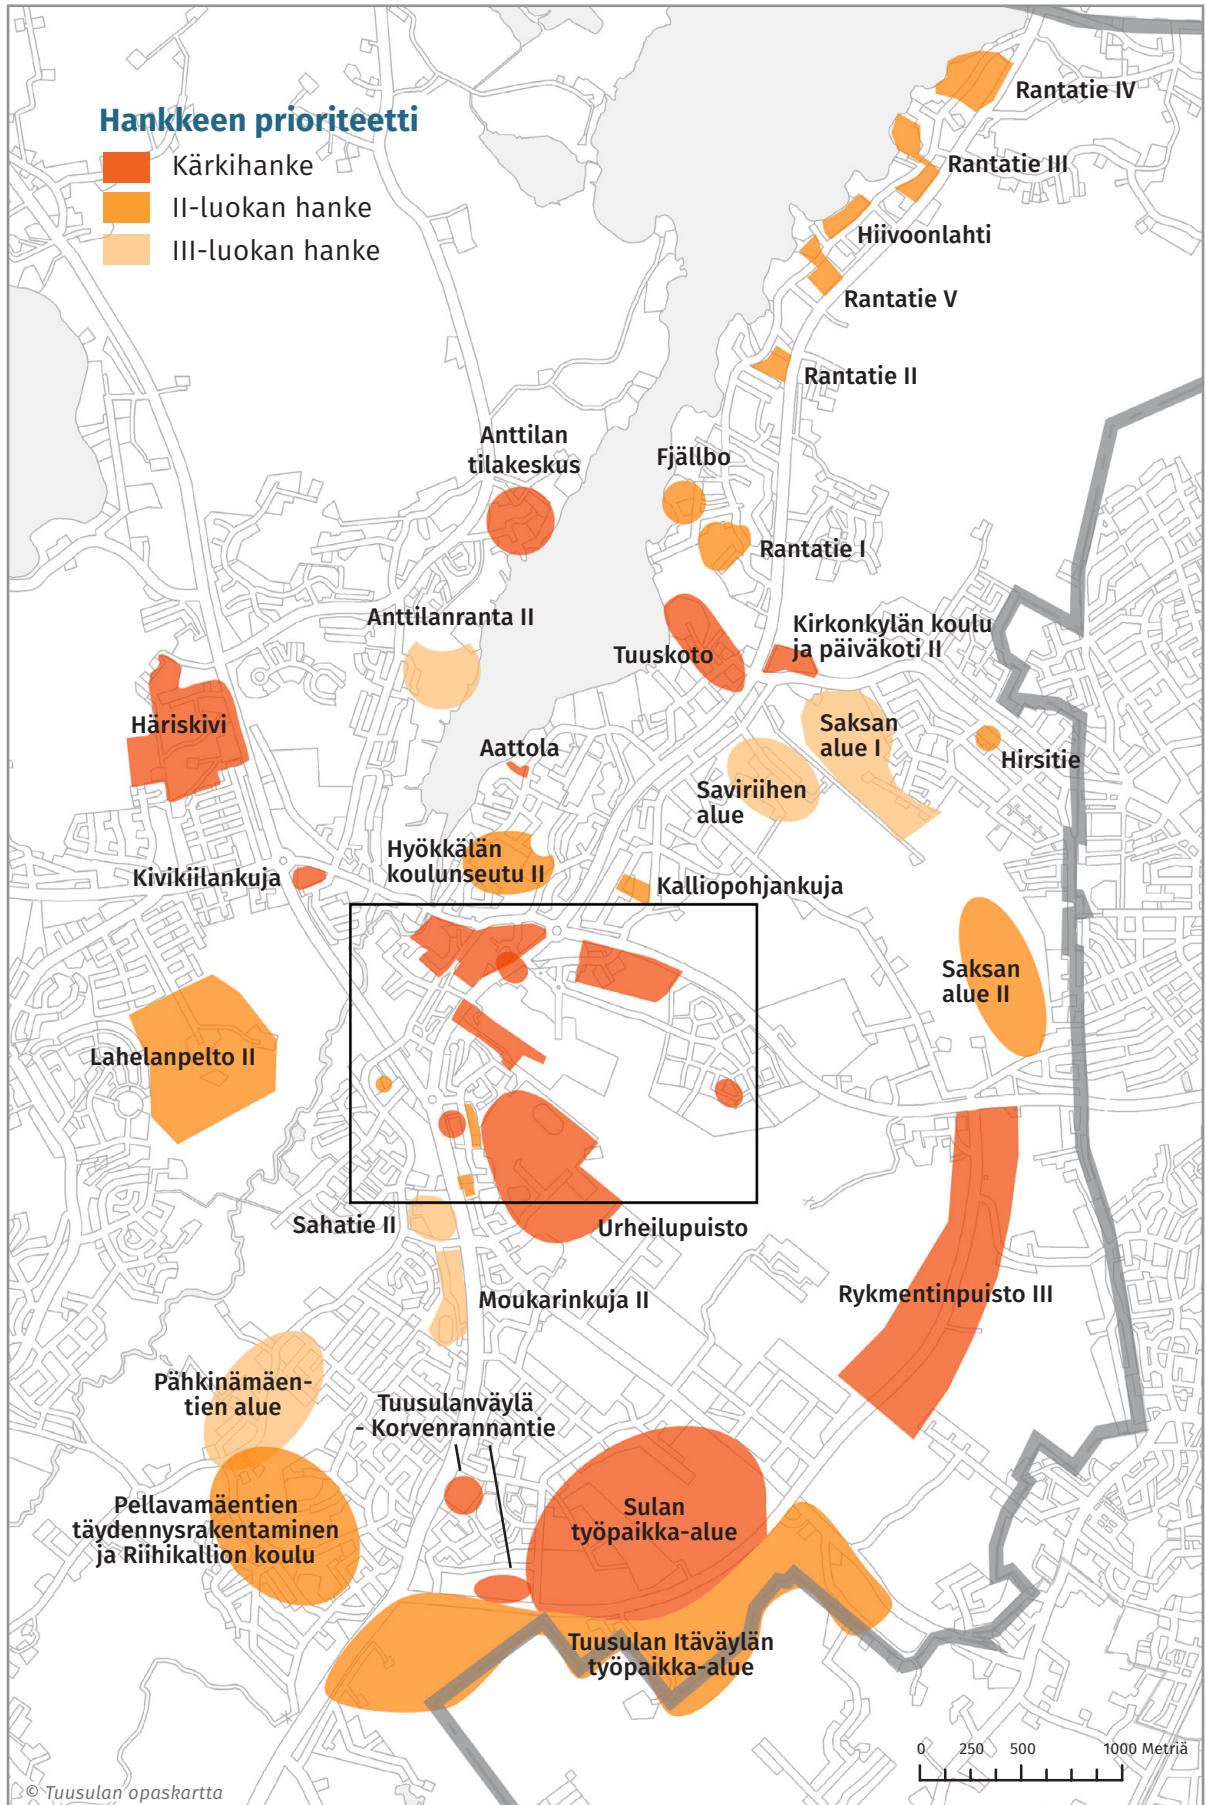 Hankkeen prioriteetti
Kärkihanke
II-luokan hanke
III-luokan hanke
Rantatie IV
Rantatie III
Hiivoonlahti
Rantatie V
Rantatie II
Anttilan
tilakeskus
Fjällbo
Rantatie I
Anttilanranta II
Kirkonkylän koulu
ja päiväkoti II
Tuuskoto
Häriskivi
Saksan
alue I
Aattola
Hirsitie
Saviriihen
alue
Hyökkälän
koulunseutu II
Kivikiilankuja
Kalliopohjankuja
Saksan
alue II
Lahelanpelto II
Sahatie II
Urheilupuisto
Rykmentinpuisto III
Moukarinkuja II
Pähkinämäen-
tien alue
Tuusulanväylä
- Korvenrannantie
Pellavamäentien
täydennysrakentaminen
ja Riihikallion koulu
Sulan
työpaikka-alue
Tuusulan Itäväylän
työpaikka-alue
0 250 500 1000 Metriä
© Tuusulan opaskartta